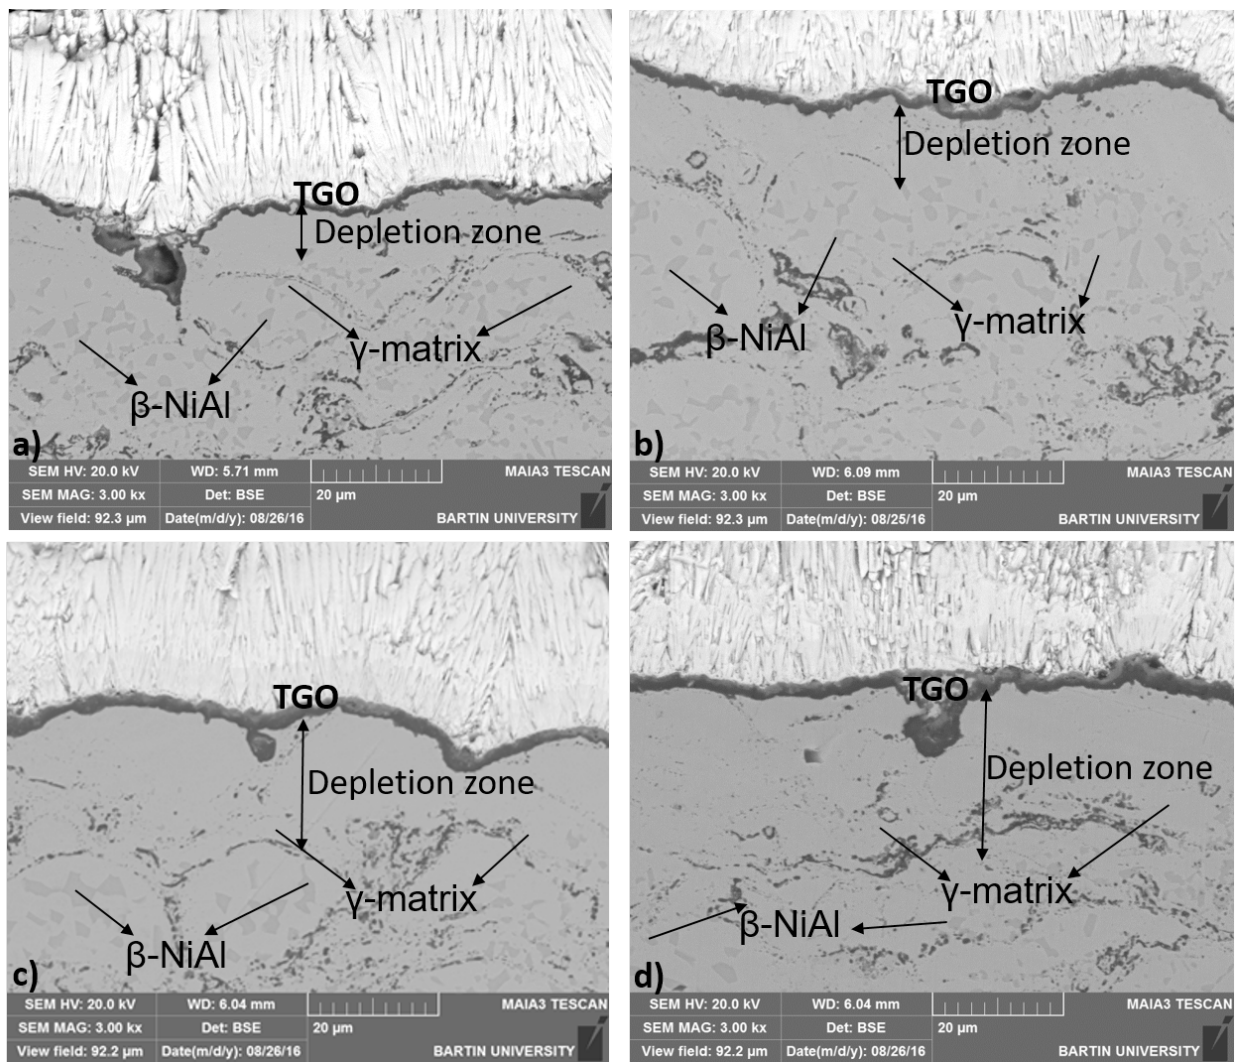 TGO
Depletion zone
γ-matrix
β-NiAl
a)
SEM HV: 20.0 kV WD: 5.71 mm MAIA3 TESCAN
SEM MAG: 3.00 kx Det: BSE 20 µm
View field: 92.3 µm Date(m/d/y): 08/26/16 BARTIN UNIVERSITY
TGO
Depletion zone
γ-matrix
β-NiAl
b)
SEM HV: 20.0 kV WD: 6.09 mm MAIA3 TESCAN
SEM MAG: 3.00 kx Det: BSE 20 µm
View field: 92.3 µm Date(m/d/y): 08/25/16 BARTIN UNIVERSITY
TGO
Depletion zone
γ-matrix
β-NiAl
c)
SEM HV: 20.0 kV WD: 6.04 mm MAIA3 TESCAN
SEM MAG: 3.00 kx Det: BSE 20 µm
View field: 92.2 µm Date(m/d/y): 08/26/16 BARTIN UNIVERSITY
TGO
Depletion zone
γ-matrix
β-NiAl
d)
SEM HV: 20.0 kV WD: 6.04 mm MAIA3 TESCAN
SEM MAG: 3.00 kx Det: BSE 20 µm
View field: 92.2 µm Date(m/d/y): 08/26/16 BARTIN UNIVERSITY